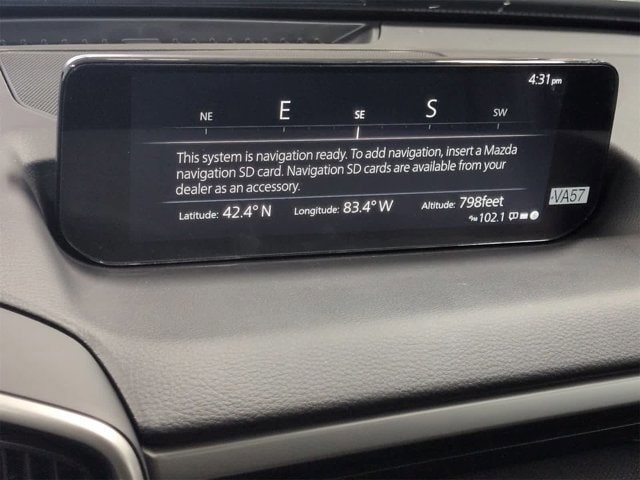 4:31pm
NE E SE S SW
This system is navigation ready. To add navigation, insert a Mazda
navigation SD card. Navigation SD cards are available from your
dealer as an accessory.
VA57
Latitude: 42.4° N Longitude: 83.4° W Altitude: 798feet
102.1